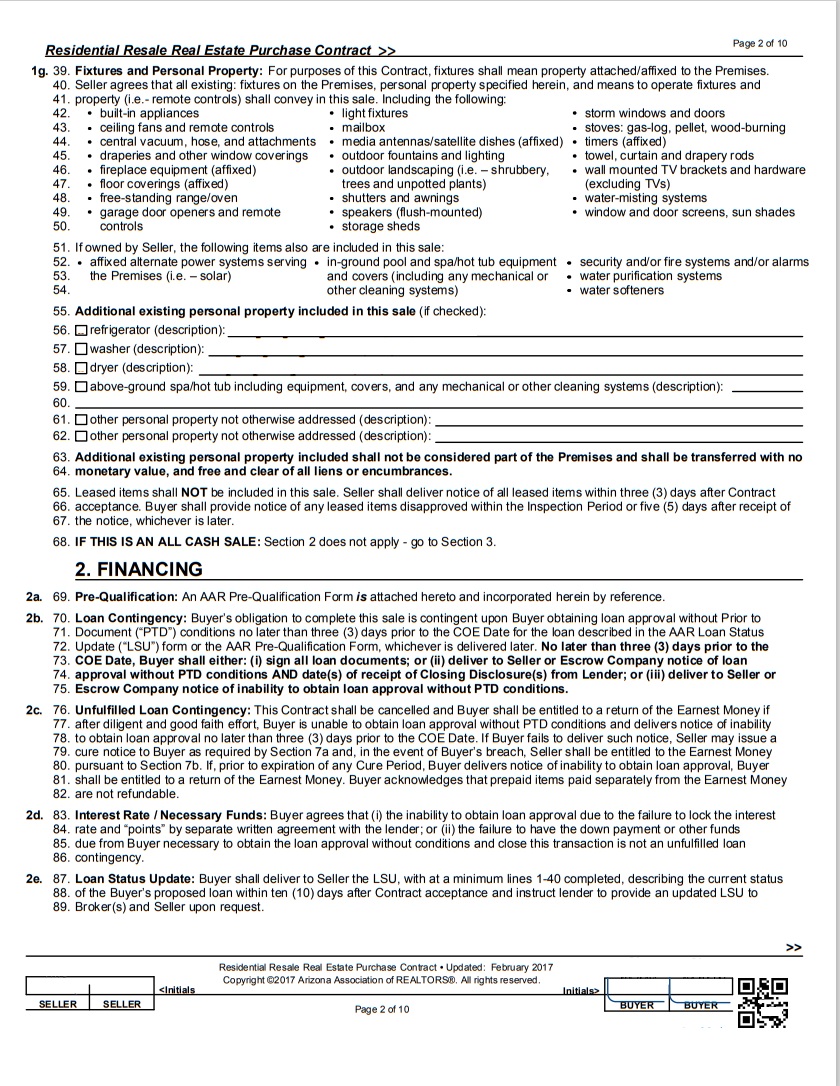 Residential Resale Real Estate Purchase Contract >>
Page 2 of 10
1g. 39. Fixtures and Personal Property: For purposes of this Contract, fixtures shall mean property attached/affixed to the Premises.
40. Seller agrees that all existing: fixtures on the Premises, personal property specified herein, and means to operate fixtures and
41. property (i.e.- remote controls) shall convey in this sale. Including the following:
42. • built-in appliances • light fixtures • storm windows and doors
43. • ceiling fans and remote controls • mailbox • stoves: gas-log, pellet, wood-burning
44. • central vacuum, hose, and attachments • media antennas/satellite dishes (affixed) • timers (affixed)
45. • draperies and other window coverings • outdoor fountains and lighting • towel, curtain and drapery rods
46. • fireplace equipment (affixed) • outdoor landscaping (i.e. – shrubbery, • wall mounted TV brackets and hardware
47. • floor coverings (affixed) trees and unpotted plants) (excluding TVs)
48. • free-standing range/oven • shutters and awnings • water-misting systems
49. • garage door openers and remote • speakers (flush-mounted) • window and door screens, sun shades
50. controls • storage sheds
51. If owned by Seller, the following items also are included in this sale:
52. • affixed alternate power systems serving • in-ground pool and spa/hot tub equipment • security and/or fire systems and/or alarms
53. the Premises (i.e. – solar) and covers (including any mechanical or • water purification systems
54. other cleaning systems) • water softeners
55. Additional existing personal property included in this sale (if checked):
56. ☐ refrigerator (description):
57. ☐ washer (description):
58. ☐ dryer (description):
59. ☐ above-ground spa/hot tub including equipment, covers, and any mechanical or other cleaning systems (description):
60.
61. ☐ other personal property not otherwise addressed (description):
62. ☐ other personal property not otherwise addressed (description):
63. Additional existing personal property included shall not be considered part of the Premises and shall be transferred with no
64. monetary value, and free and clear of all liens or encumbrances.
65. Leased items shall NOT be included in this sale. Seller shall deliver notice of all leased items within three (3) days after Contract
66. acceptance. Buyer shall provide notice of any leased items disapproved within the Inspection Period or five (5) days after receipt of
67. the notice, whichever is later.
68. IF THIS IS AN ALL CASH SALE: Section 2 does not apply - go to Section 3.
2. FINANCING
2a. 69. Pre-Qualification: An AAR Pre-Qualification Form is attached hereto and incorporated herein by reference.
2b. 70. Loan Contingency: Buyer's obligation to complete this sale is contingent upon Buyer obtaining loan approval without Prior to
71. Document ("PTD") conditions no later than three (3) days prior to the COE Date for the loan described in the AAR Loan Status
72. Update ("LSU") form or the AAR Pre-Qualification Form, whichever is delivered later. No later than three (3) days prior to the
73. COE Date, Buyer shall either: (i) sign all loan documents; or (ii) deliver to Seller or Escrow Company notice of loan
74. approval without PTD conditions AND date(s) of receipt of Closing Disclosure(s) from Lender; or (iii) deliver to Seller or
75. Escrow Company notice of inability to obtain loan approval without PTD conditions.
2c. 76. Unfulfilled Loan Contingency: This Contract shall be cancelled and Buyer shall be entitled to a return of the Earnest Money if
77. after diligent and good faith effort, Buyer is unable to obtain loan approval without PTD conditions and delivers notice of inability
78. to obtain loan approval no later than three (3) days prior to the COE Date. If Buyer fails to deliver such notice, Seller may issue a
79. cure notice to Buyer as required by Section 7a and, in the event of Buyer's breach, Seller shall be entitled to the Earnest Money
80. pursuant to Section 7b. If, prior to expiration of any Cure Period, Buyer delivers notice of inability to obtain loan approval, Buyer
81. shall be entitled to a return of the Earnest Money. Buyer acknowledges that prepaid items paid separately from the Earnest Money
82. are not refundable.
2d. 83. Interest Rate / Necessary Funds: Buyer agrees that (i) the inability to obtain loan approval due to the failure to lock the interest
84. rate and "points" by separate written agreement with the lender; or (ii) the failure to have the down payment or other funds
85. due from Buyer necessary to obtain the loan approval without conditions and close this transaction is not an unfulfilled loan
86. contingency.
2e. 87. Loan Status Update: Buyer shall deliver to Seller the LSU, with at a minimum lines 1-40 completed, describing the current status
88. of the Buyer's proposed loan within ten (10) days after Contract acceptance and instruct lender to provide an updated LSU to
89. Broker(s) and Seller upon request.
>>
Residential Resale Real Estate Purchase Contract • Updated: February 2017
Copyright ©2017 Arizona Association of REALTORS®. All rights reserved.
<Initials
Initials>
SELLER SELLER
BUYER BUYER
Page 2 of 10